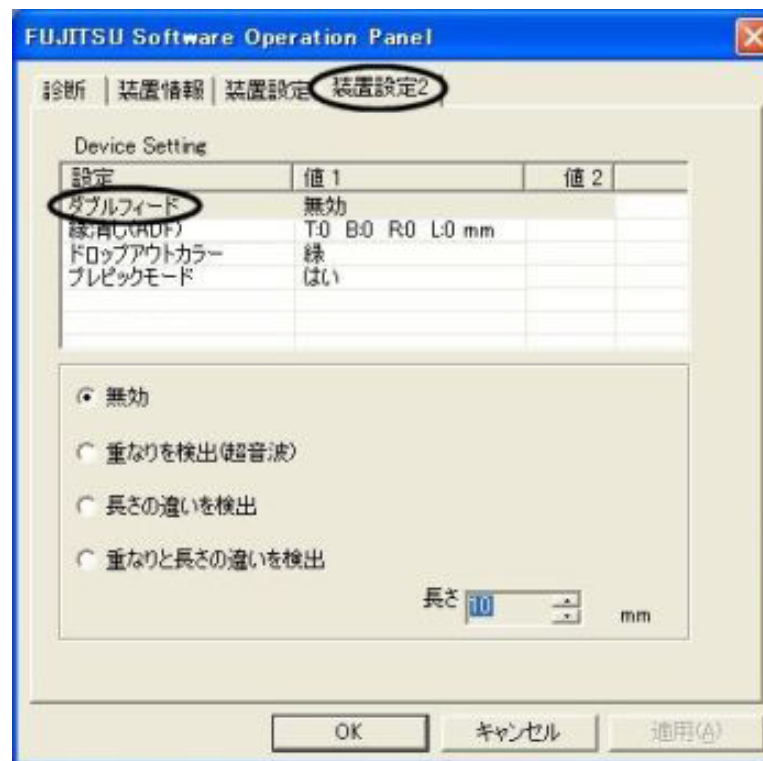 FUJITSU Software Operation Panel
診断 装置情報 装置設定 装置設定2
Device Setting
設定 値 1 値 2
ダブルフィード 無効
縁消し(ADF) T:0 B:0 R:0 L:0 mm
ドロップアウトカラー 緑
プレピックモード はい
無効
重なりを検出(超音波)
長さの違いを検出
重なりと長さの違いを検出
長さ 10 mm
OK キャンセル 適用(A)